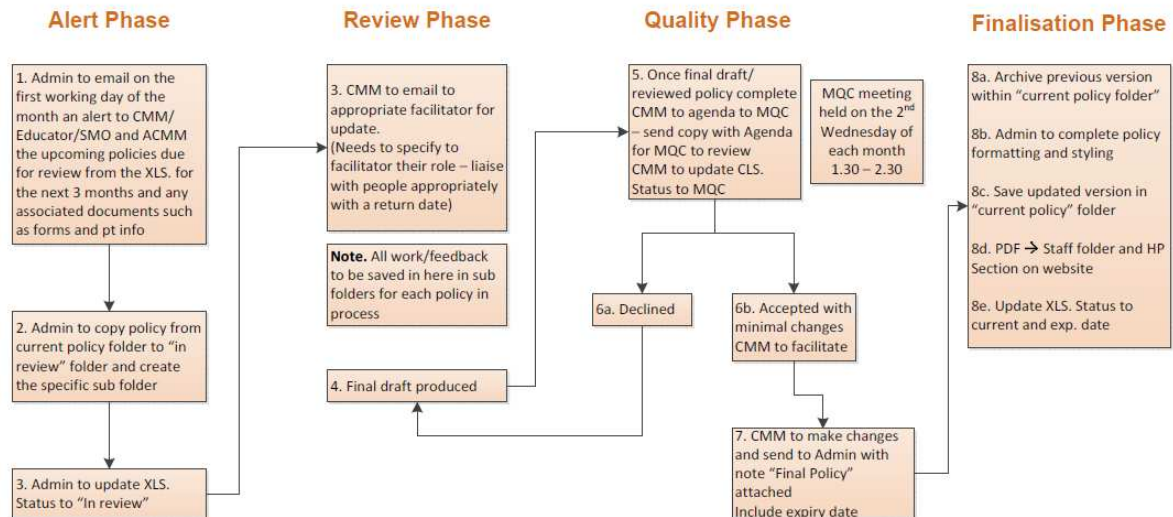 Alert Phase
1. Admin to email on the
first working day of the
month an alert to CMM/
Educator/SMO and ACMM
the upcoming policies due
for review from the XLS. for
the next 3 months and any
associated documents such
as forms and pt info
2. Admin to copy policy from
current policy folder to “in
review” folder and create
the specific sub folder
3. Admin to update XLS.
Status to “In review”
Review Phase
3. CMM to email to
appropriate facilitator for
update.
(Needs to specify to
facilitator their role – liaise
with people appropriately
with a return date)
Note. All work/feedback
to be saved in here in sub
folders for each policy in
process
4. Final draft produced
Quality Phase
5. Once final draft/
reviewed policy complete
CMM to agenda to MQC
– send copy with Agenda
for MQC to review
CMM to update CLS.
Status to MQC
MQC meeting
held on the 2nd
Wednesday of
each month
1.30 – 2.30
6a. Declined
6b. Accepted with
minimal changes
CMM to facilitate
7. CMM to make changes
and send to Admin with
note “Final Policy”
attached
Include expiry date
Finalisation Phase
8a. Archive previous version
within “current policy folder”
8b. Admin to complete policy
formatting and styling
8c. Save updated version in
“current policy” folder
8d. PDF → Staff folder and HP
Section on website
8e. Update XLS. Status to
current and exp. date